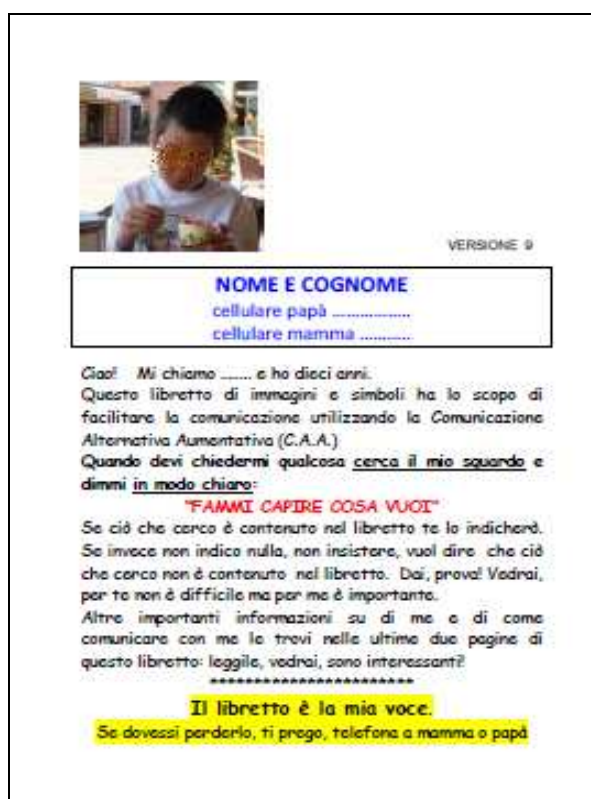 VERSIONE 9
NOME E COGNOME
cellulare papà .................
cellulare mamma ...........
Ciao! Mi chiamo ....... e ho dieci anni.
Questo libretto di immagini e simboli ha lo scopo di
facilitare la comunicazione utilizzando la Comunicazione
Alternativa Aumentativa (C.A.A.)
Quando devi chiedermi qualcosa cerca il mio sguardo e
dimmi in modo chiaro:
"FAMMI CAPIRE COSA VUOI"
Se ciò che cerco è contenuto nel libretto te lo indicherò.
Se invece non indico nulla, non insistere, vuol dire che ciò
che cerco non è contenuto nel libretto. Dai, prova! Vedrai,
per te non è difficile ma per me è importante.
Altre importanti informazioni su di me e di come
comunicare con me le trovi nelle ultime due pagine di
questo libretto: leggile, vedrai, sono interessanti!
***********************
Il libretto è la mia voce.
Se dovessi perderlo, ti prego, telefona a mamma o papà